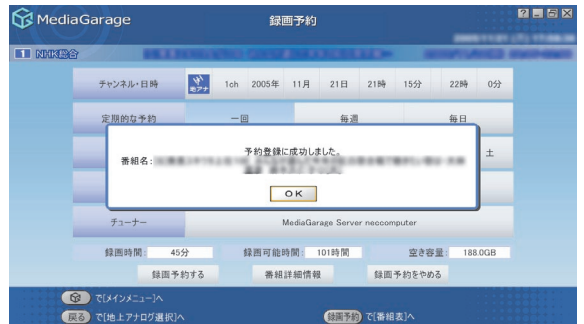 MediaGarage 録画予約
1 NHK総合
チャンネル・日時 地アナ 1ch 2005年 11月 21日 21時 15分 22時 0分
定期的な予約 一回 毎週 毎日
予約登録に成功しました。
番組名:
土
OK
チューナー MediaGarage Server neccomputer
録画時間: 45分 録画可能時間: 101時間 空き容量: 188.0GB
録画予約する 番組詳細情報 録画予約をやめる
で[メインメニュー]へ
戻る で[地上アナログ選択]へ 録画予約 で[番組表]へ